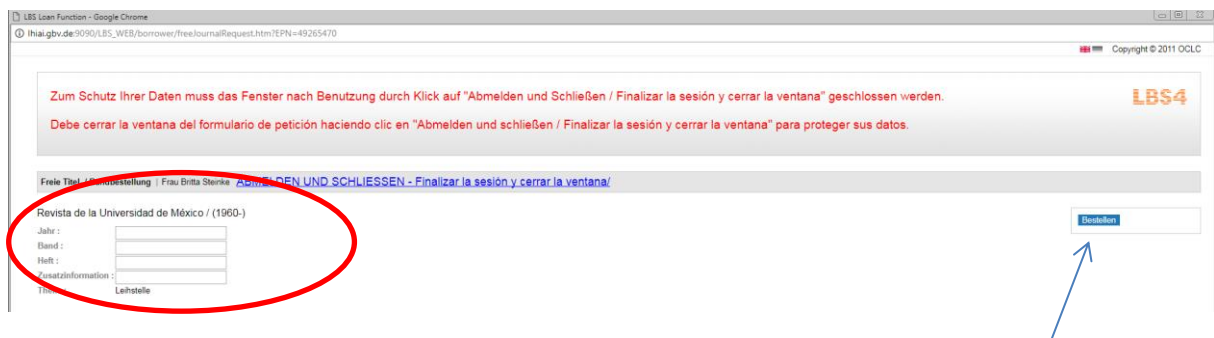 LBS Loan Function - Google Chrome
lhiai.gbv.de:9090/LBS_WEB/borrower/freeJournalRequest.htm?EPN=49265470
Copyright © 2011 OCLC
Zum Schutz Ihrer Daten muss das Fenster nach Benutzung durch Klick auf "Abmelden und Schließen / Finalizar la sesión y cerrar la ventana" geschlossen werden.
LBS4
Debe cerrar la ventana del formulario de petición haciendo clic en "Abmelden und schließen / Finalizar la sesión y cerrar la ventana" para proteger sus datos.
Freie Titel / Bandbestellung | Frau Britta Steinke ABMELDEN UND SCHLIESSEN - Finalizar la sesión y cerrar la ventana/
Revista de la Universidad de México / (1960-)
Bestellen
Jahr :
Band :
Heft :
Zusatzinformation :
Leihstelle